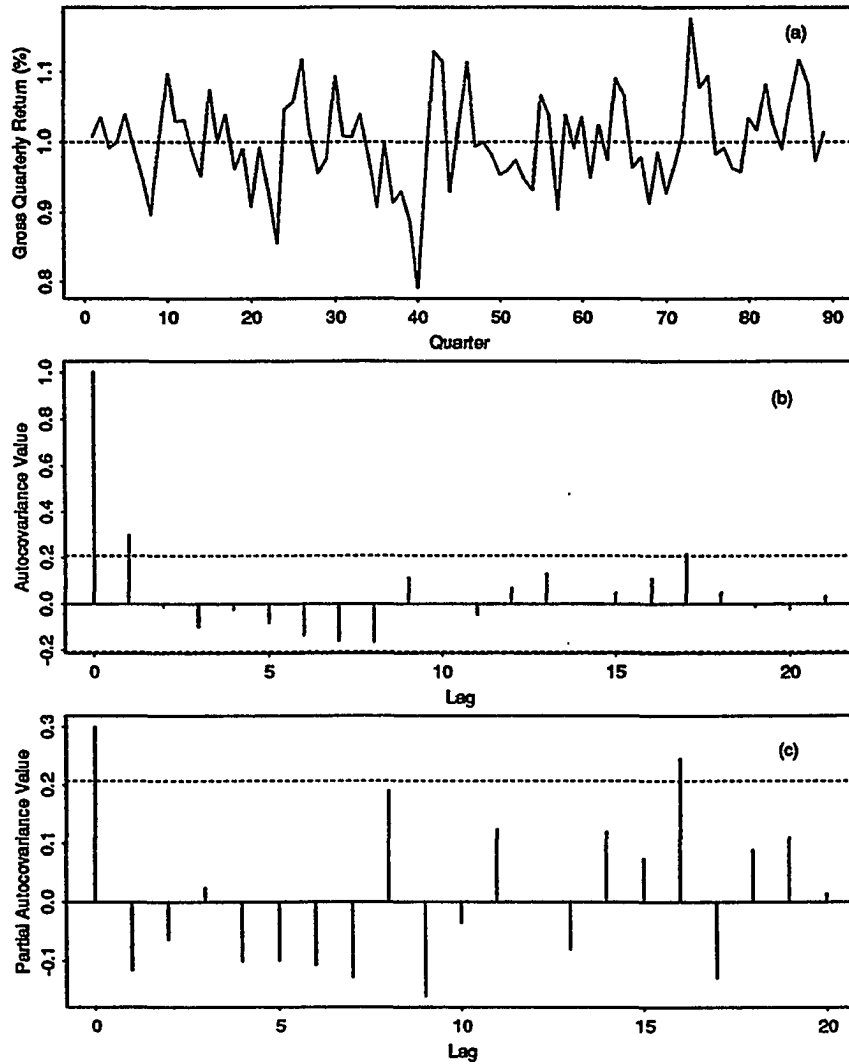 (a)
Gross Quarterly Return (%)
1.1
1.0
0.9
0.8
0 10 20 30 40 50 60 70 80 90
Quarter
(b)
Autocovariance Value
1.0
0.8
0.6
0.4
0.2
0.0
-0.2
0 5 10 15 20
Lag
(c)
Partial Autocovariance Value
0.3
0.2
0.1
0.0
-0.1
0 5 10 15 20
Lag